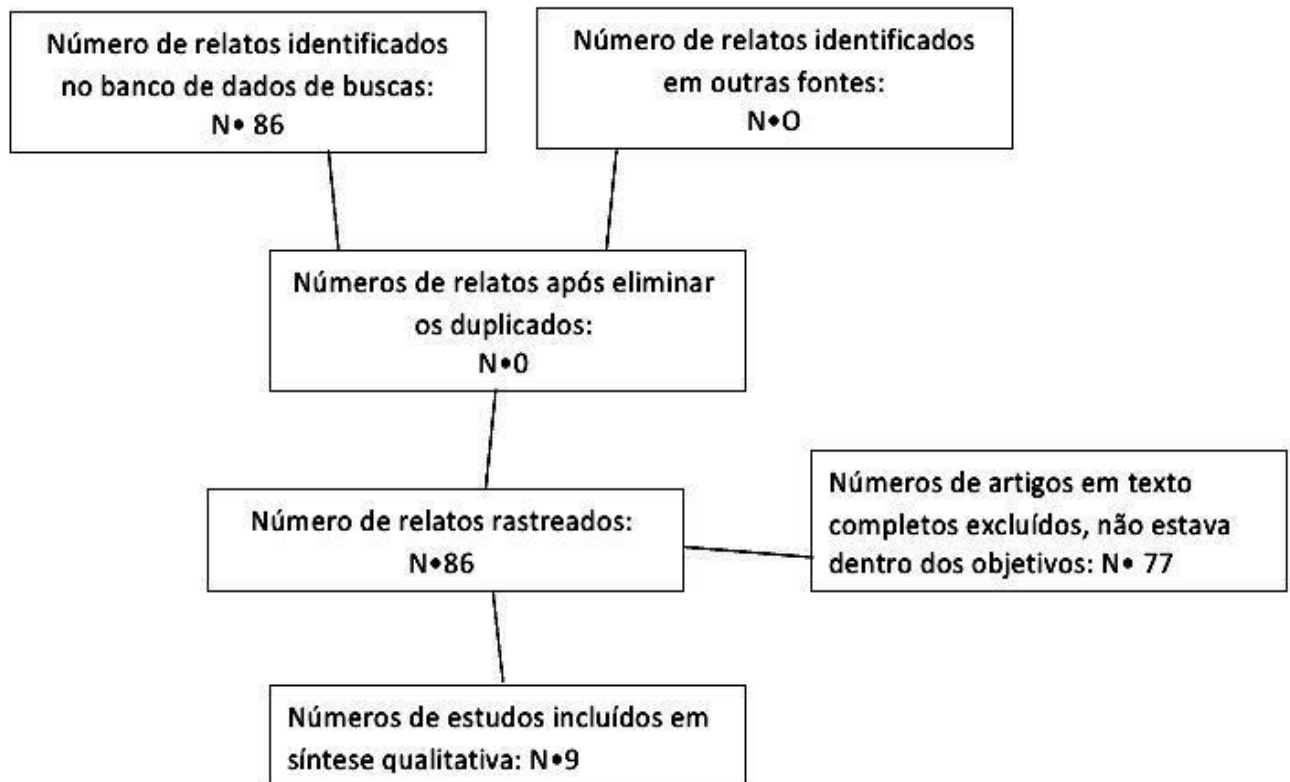 Número de relatos identificados
no banco de dados de buscas:
N• 86
Número de relatos identificados
em outras fontes:
N•O
Números de relatos após eliminar
os duplicados:
N•0
Número de relatos rastreados:
N•86
Números de artigos em texto
completos excluídos, não estava
dentro dos objetivos: N• 77
Números de estudos incluídos em
síntese qualitativa: N•9